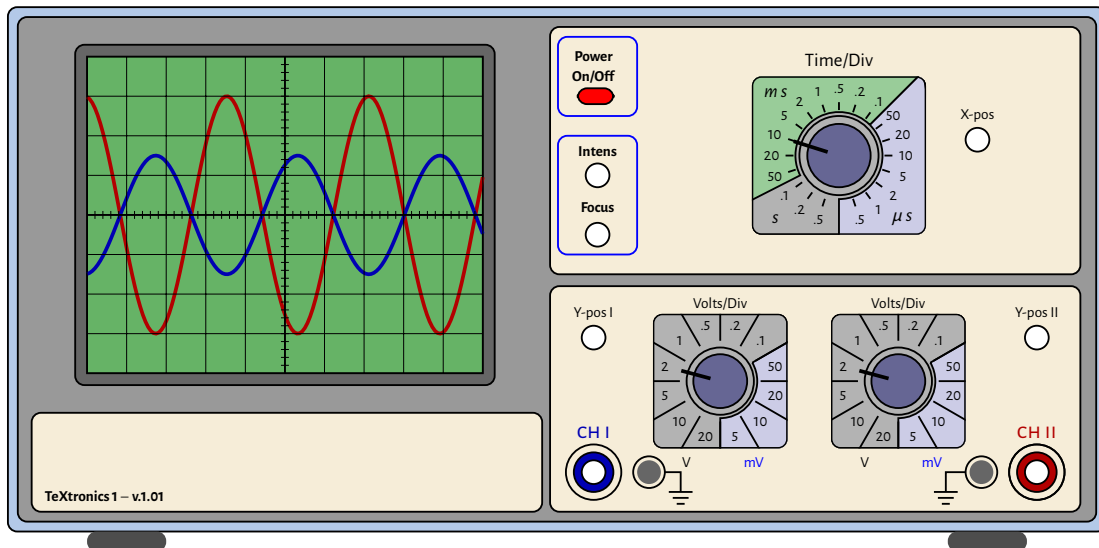 Power
On/Off
Intens
Focus
Time/Div
m s
5
2
1
.5
.2
.1
10
20
50
50
20
10
5
2
1
.5
μ s
.1
.2
.5
s
X-pos
Y-pos I
Volts/Div
.5
.2
1
.1
2
50
5
20
10
10
20
5
V
mV
CH I
Volts/Div
.5
.2
1
.1
2
50
5
20
10
10
20
5
V
mV
Y-pos II
CH II
TeXtronics 1 – v.1.01